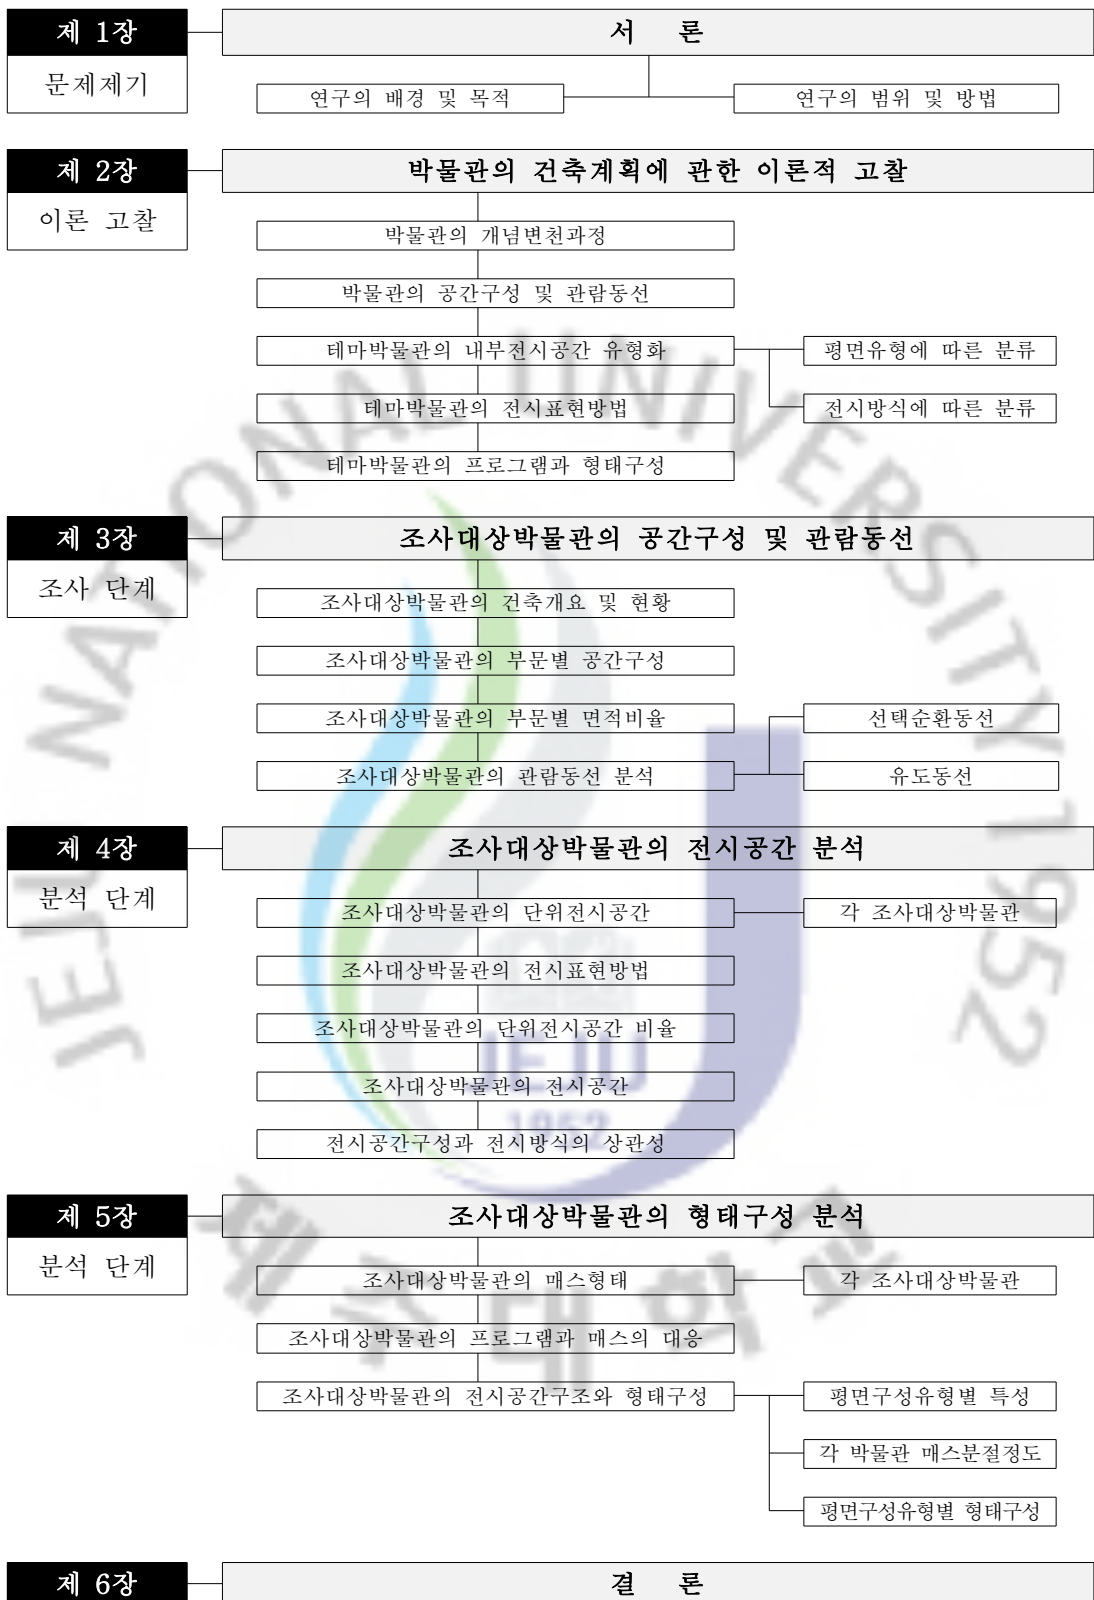 제 1장
서 론
문제제기
연구의 배경 및 목적
연구의 범위 및 방법
제 2장
박물관의 건축계획에 관한 이론적 고찰
이론 고찰
박물관의 개념변천과정
박물관의 공간구성 및 관람동선
테마박물관의 내부전시공간 유형화
평면유형에 따른 분류
테마박물관의 전시표현방법
전시방식에 따른 분류
테마박물관의 프로그램과 형태구성
제 3장
조사대상박물관의 공간구성 및 관람동선
조사 단계
조사대상박물관의 건축개요 및 현황
조사대상박물관의 부문별 공간구성
조사대상박물관의 부문별 면적비율
선택순환동선
조사대상박물관의 관람동선 분석
유도동선
제 4장
조사대상박물관의 전시공간 분석
분석 단계
조사대상박물관의 단위전시공간
각 조사대상박물관
조사대상박물관의 전시표현방법
조사대상박물관의 단위전시공간 비율
조사대상박물관의 전시공간
전시공간구성과 전시방식의 상관성
제 5장
조사대상박물관의 형태구성 분석
분석 단계
조사대상박물관의 매스형태
각 조사대상박물관
조사대상박물관의 프로그램과 매스의 대응
조사대상박물관의 전시공간구조와 형태구성
평면구성유형별 특성
각 박물관 매스분절정도
평면구성유형별 형태구성
제 6장
결 론
JEJU NATIONAL UNIVERSITY 1952
JEJU
1952
제주대학교